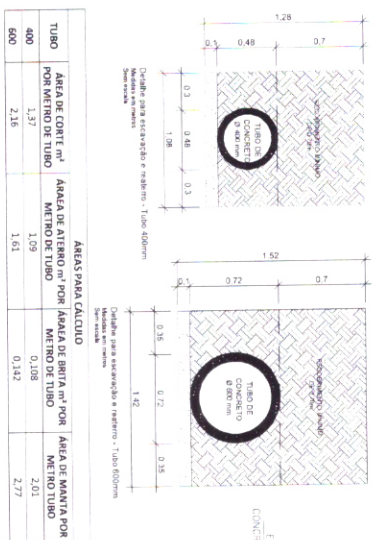 1,28
0,1
0,48
0,7
TUBO DE
CONCRETO
Ø 400 mm
0,3
0,48
0,3
1,08
Detalhe para escavação e reaterro - Tubo 400mm
Medidas em metros
Sem escala
1,52
0,1
0,72
0,7
TUBO DE
CONCRETO
Ø 600 mm
0,35
0,72
0,35
1,42
Detalhe para escavação e reaterro - Tubo 600mm
Medidas em metros
Sem escala
E
CONCR
ÁREAS PARA CÁLCULO
TUBO
ÁREA DE CORTE m² POR METRO DE TUBO
ÁRAEA DE ATERRO m² POR METRO DE TUBO
ÁRAEA DE BRITA m² POR METRO DE TUBO
ÁREA DE MANTA POR METRO TUBO
400 1,37 1,09 0,108 2,01
600 2,16 1,61 0,142 2,77